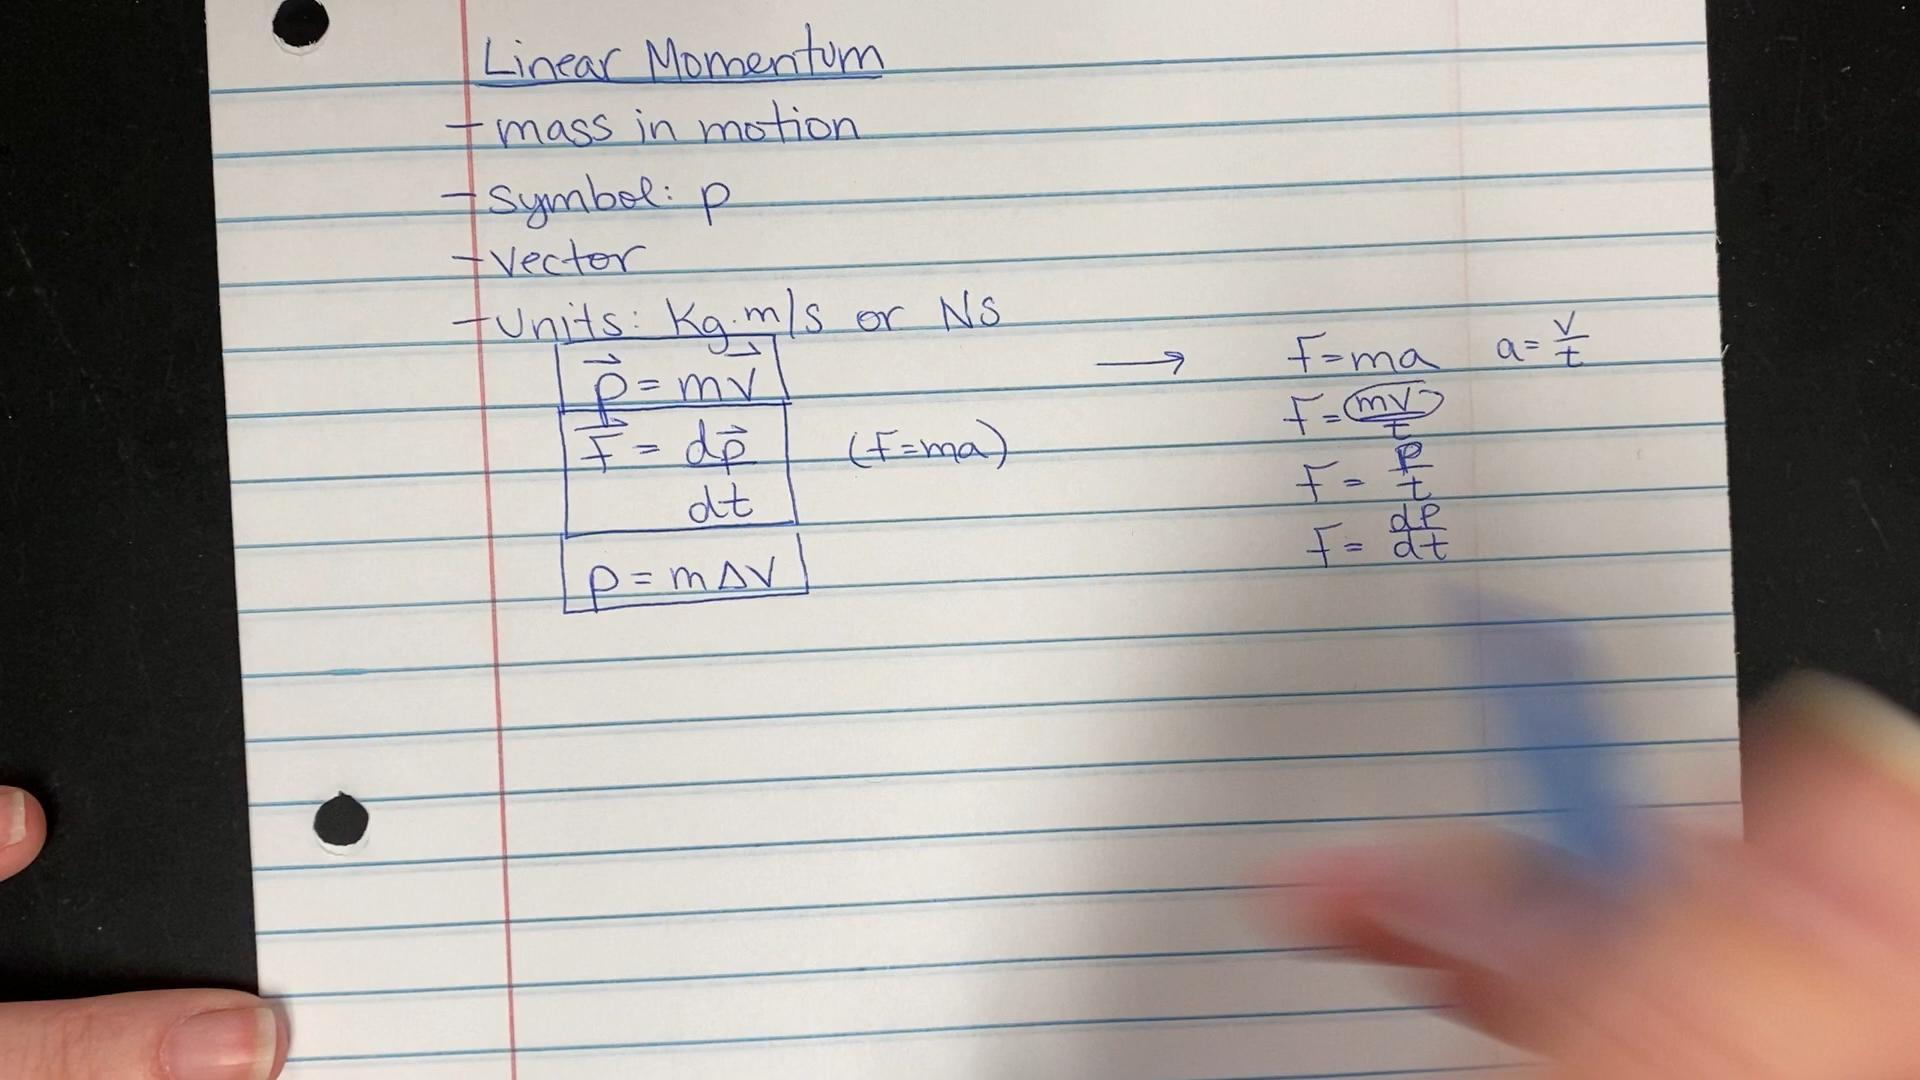 Linear Momentum
- mass in motion
- symbol: p
- vector
- Units: Kg·m/s or Ns
p⃗ = mv⃗
F⃗ = dp⃗/dt (F=ma)
p = m∆v
→ F=ma a=v/t
F=mv/t
F = p/t
F = dp/dt